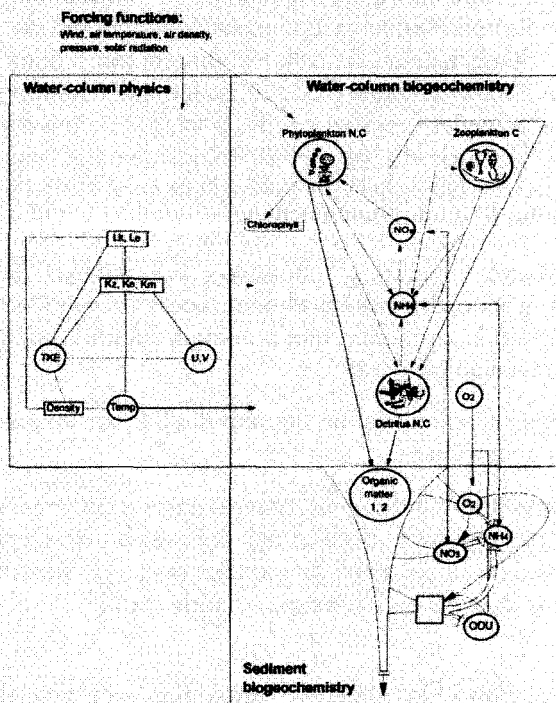 Forcing functions:
Wind, air temperature, air density,
pressure, solar radiation
Water-column physics
Water-column biogeochemistry
Phytoplankton N,C
Zooplankton C
Chlorophyll
NO3
Lk, Le
Kz, Ke, Km
NH4
TKE
U,V
Density
Temp
Detritus N,C
O2
Organic
matter
1, 2
O2
NH4
NO3
ODU
Sediment
biogeochemistry